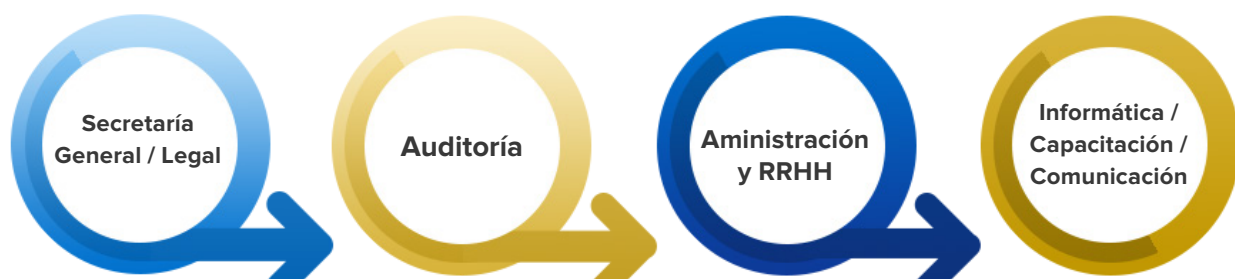 Secretaría
General / Legal
Auditoría
Aministración
y RRHH
Informática /
Capacitación /
Comunicación